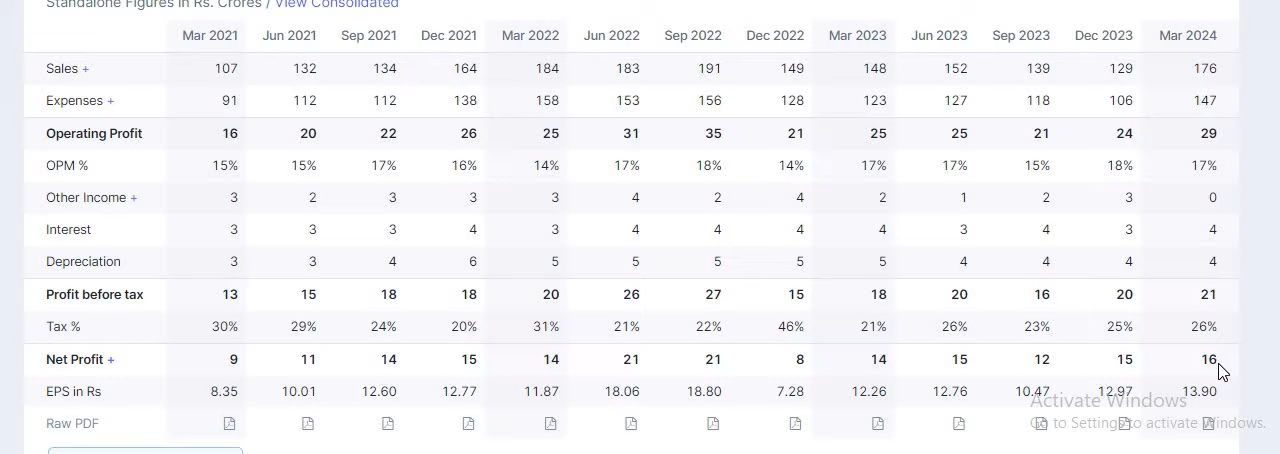 Standalone Figures in Rs. Crores / View Consolidated
Mar 2021 Jun 2021 Sep 2021 Dec 2021 Mar 2022 Jun 2022 Sep 2022 Dec 2022 Mar 2023 Jun 2023 Sep 2023 Dec 2023 Mar 2024
Sales + 107 132 134 164 184 183 191 149 148 152 139 129 176
Expenses + 91 112 112 138 158 153 156 128 123 127 118 106 147
Operating Profit 16 20 22 26 25 31 35 21 25 25 21 24 29
OPM % 15% 15% 17% 16% 14% 17% 18% 14% 17% 17% 15% 18% 17%
Other Income + 3 2 3 3 3 4 2 4 2 1 2 3 0
Interest 3 3 3 4 3 4 4 4 4 3 4 3 4
Depreciation 3 3 4 6 5 5 5 5 5 4 4 4 4
Profit before tax 13 15 18 18 20 26 27 15 18 20 16 20 21
Tax % 30% 29% 24% 20% 31% 21% 22% 46% 21% 26% 23% 25% 26%
Net Profit + 9 11 14 15 14 21 21 8 14 15 12 15 16
EPS in Rs 8.35 10.01 12.60 12.77 11.87 18.06 18.80 7.28 12.26 12.76 10.47 12.97 13.90
Activate Windows
Raw PDF
Go to Settings to activate Windows.